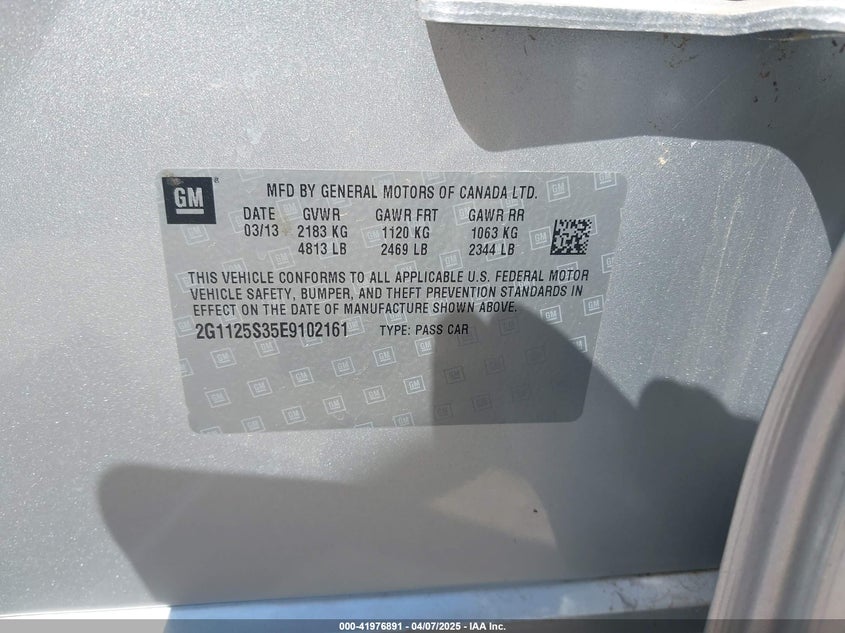 GM
MFD BY GENERAL MOTORS OF CANADA LTD.
DATE GVWR GAWR FRT GAWR RR
03/13 2183 KG 1120 KG 1063 KG
4813 LB 2469 LB 2344 LB
THIS VEHICLE CONFORMS TO ALL APPLICABLE U.S. FEDERAL MOTOR
VEHICLE SAFETY, BUMPER, AND THEFT PREVENTION STANDARDS IN
EFFECT ON THE DATE OF MANUFACTURE SHOWN ABOVE.
2G1125S35E9102161 TYPE: PASS CAR
000-41976891 - 04/07/2025 - IAA Inc.